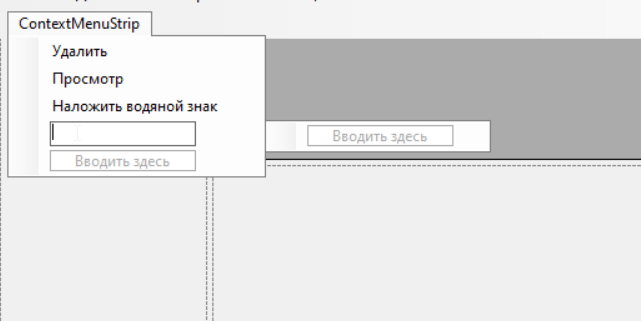 ContextMenuStrip
Удалить
Просмотр
Наложить водяной знак
Вводить здесь
Вводить здесь